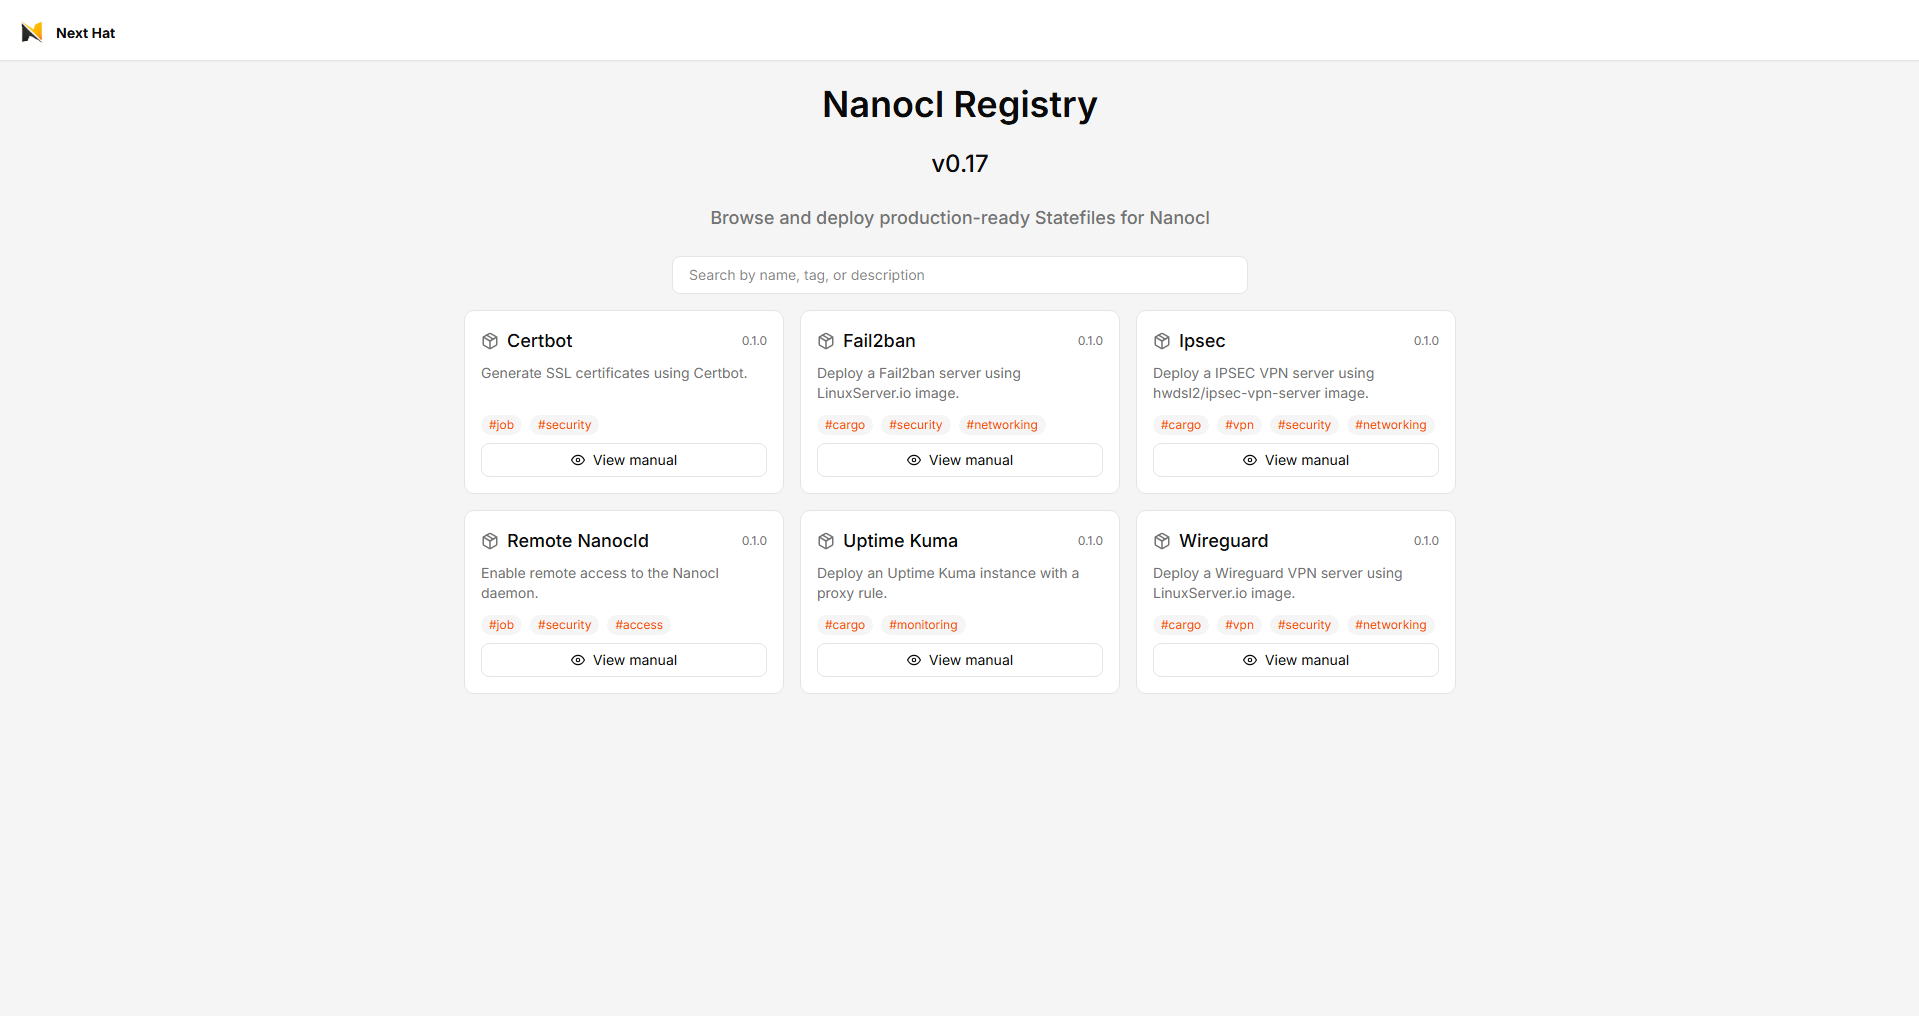 Next Hat
Nanocl Registry
v0.17
Browse and deploy production-ready Statefiles for Nanocl
Search by name, tag, or description
Certbot 0.1.0
Generate SSL certificates using Certbot.
#job #security
View manual
Fail2ban 0.1.0
Deploy a Fail2ban server using
LinuxServer.io image.
#cargo #security #networking
View manual
Ipsec 0.1.0
Deploy a IPSEC VPN server using
hwdsl2/ipsec-vpn-server image.
#cargo #vpn #security #networking
View manual
Remote Nanocld 0.1.0
Enable remote access to the Nanocl
daemon.
#job #security #access
View manual
Uptime Kuma 0.1.0
Deploy an Uptime Kuma instance with a
proxy rule.
#cargo #monitoring
View manual
Wireguard 0.1.0
Deploy a Wireguard VPN server using
LinuxServer.io image.
#cargo #vpn #security #networking
View manual